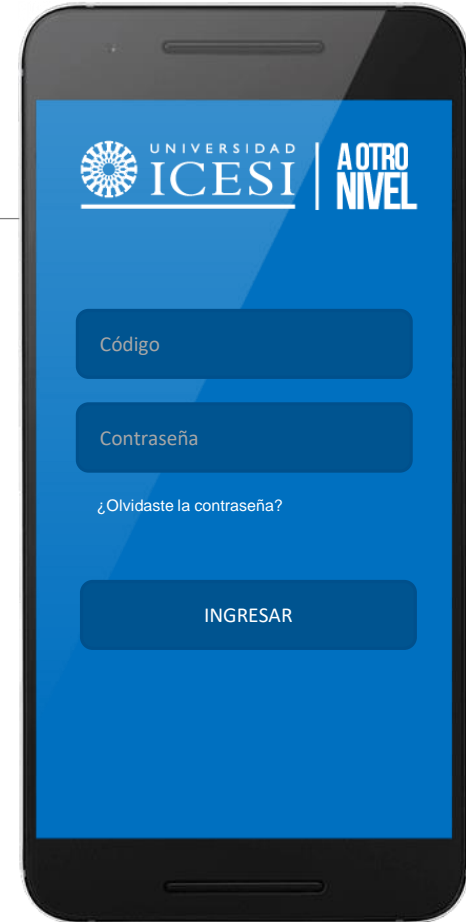 UNIVERSIDAD
ICESI
A OTRO
NIVEL
Código
Contraseña
¿Olvidaste la contraseña?
INGRESAR